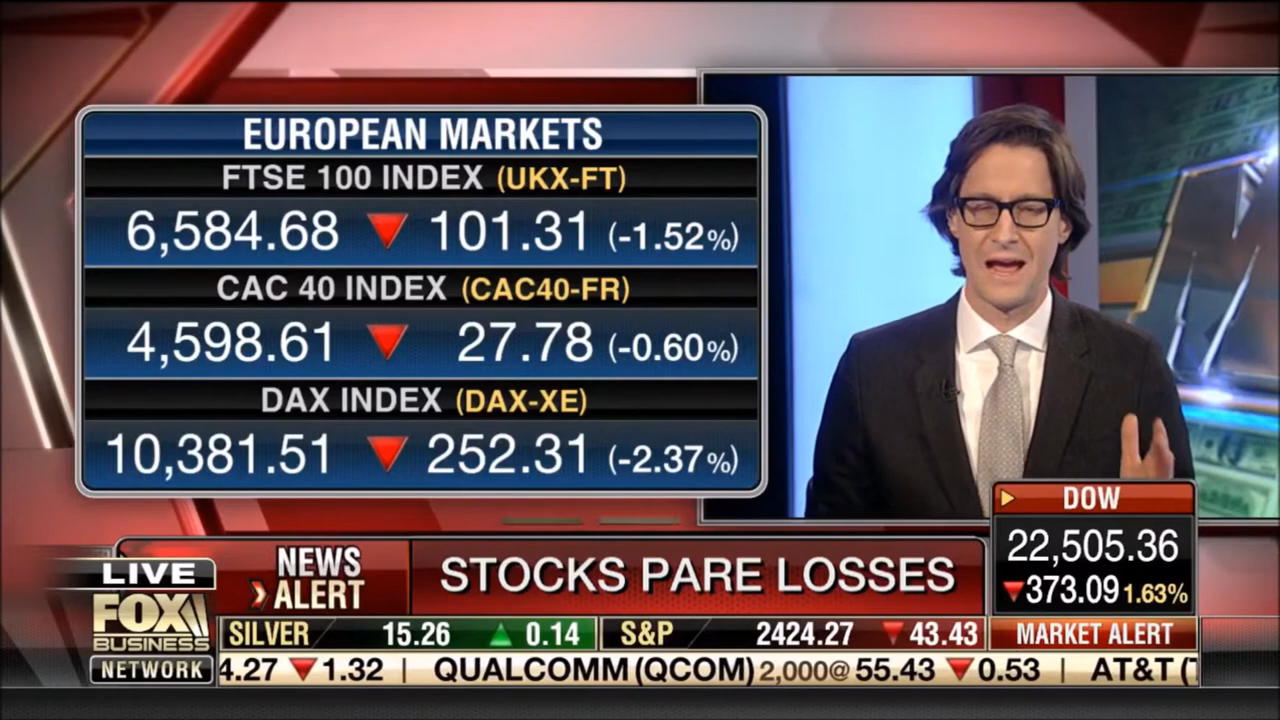 EUROPEAN MARKETS
FTSE 100 INDEX (UKX-FT)
6,584.68 ▼ 101.31 (-1.52%)
CAC 40 INDEX (CAC40-FR)
4,598.61 ▼ 27.78 (-0.60%)
DAX INDEX (DAX-XE)
10,381.51 ▼ 252.31 (-2.37%)
DOW
22,505.36
▼373.09 1.63%
MARKET ALERT
NEWS
ALERT
STOCKS PARE LOSSES
LIVE
FOX
BUSINESS
NETWORK
SILVER 15.26 ▲ 0.14 S&P 2424.27 ▼ 43.43
4.27 ▼1.32 | QUALCOMM (QCOM) 2,000@ 55.43 ▼0.53 | AT&T (T